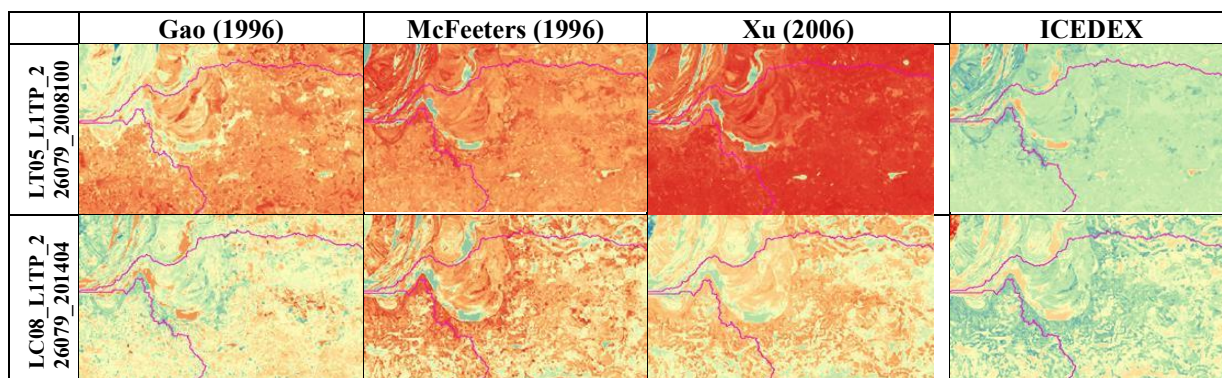 Gao (1996) McFeeters (1996) Xu (2006) ICEDEX
LT05_L1TP_2
26079_2008100
LC08_L1TP_2
26079_201404